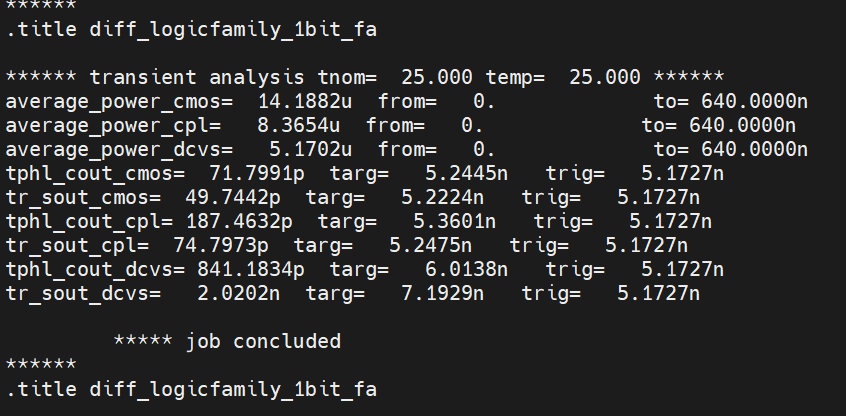 ******
.title diff_logicfamily_1bit_fa
****** transient analysis tnom=  25.000 temp=  25.000 ******
average_power_cmos=  14.1882u  from=   0.             to= 640.0000n
average_power_cpl=   8.3654u  from=   0.             to= 640.0000n
average_power_dcvs=   5.1702u  from=   0.             to= 640.0000n
tphl_cout_cmos=  71.7991p  targ=   5.2445n   trig=   5.1727n
tr_sout_cmos=  49.7442p  targ=   5.2224n   trig=   5.1727n
tphl_cout_cpl= 187.4632p  targ=   5.3601n   trig=   5.1727n
tr_sout_cpl=  74.7973p  targ=   5.2475n   trig=   5.1727n
tphl_cout_dcvs= 841.1834p  targ=   6.0138n   trig=   5.1727n
tr_sout_dcvs=   2.0202n  targ=   7.1929n   trig=   5.1727n
***** job concluded
******
.title diff_logicfamily_1bit_fa